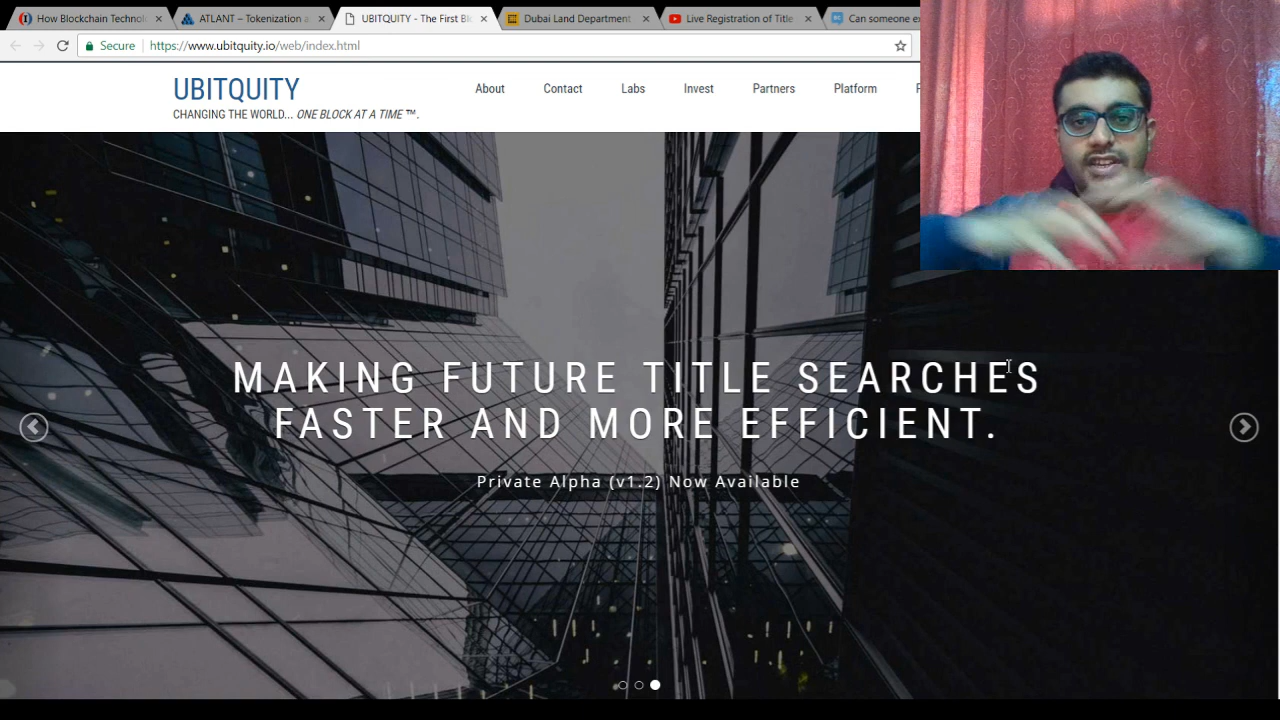 How Blockchain Technol
ATLANT – Tokenization a
UBITQUITY - The First Bl
Dubai Land Department
Live Registration of Title
Can someone ex
Secure
https://www.ubitquity.io/web/index.html
UBITQUITY
CHANGING THE WORLD... ONE BLOCK AT A TIME ™.
About
Contact
Labs
Invest
Partners
Platform
MAKING FUTURE TITLE SEARCHES
FASTER AND MORE EFFICIENT.
Private Alpha (v1.2) Now Available